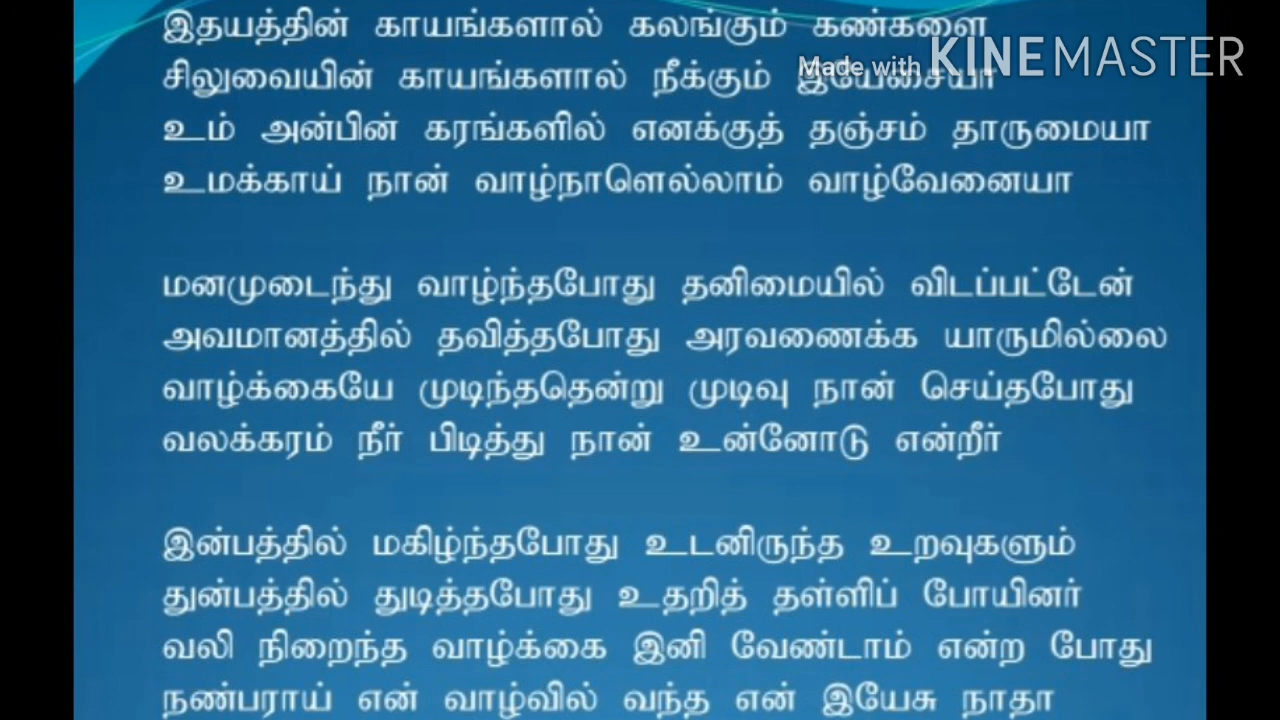 இதயத்தின் காயங்களால் கலங்கும் கண்களை
Made with KINEMASTER
சிலுவையின் காயங்களால் நீக்கும் இயேசையா
உம் அன்பின் கரங்களில் எனக்குத் தஞ்சம் தாருமையா
உமக்காய் நான் வாழ்நாளெல்லாம் வாழ்வேனையா
மனமுடைந்து வாழ்ந்தபோது தனிமையில் விடப்பட்டேன்
அவமானத்தில் தவித்தபோது அரவணைக்க யாருமில்லை
வாழ்க்கையே முடிந்ததென்று முடிவு நான் செய்தபோது
வலக்கரம் நீர் பிடித்து நான் உன்னோடு என்றீர்
இன்பத்தில் மகிழ்ந்தபோது உடனிருந்த உறவுகளும்
துன்பத்தில் துடித்தபோது உதறித் தள்ளிப் போயினர்
வலி நிறைந்த வாழ்க்கை இனி வேண்டாம் என்ற போது
நண்பராய் என் வாழ்வில் வந்த என் இயேசு நாதா